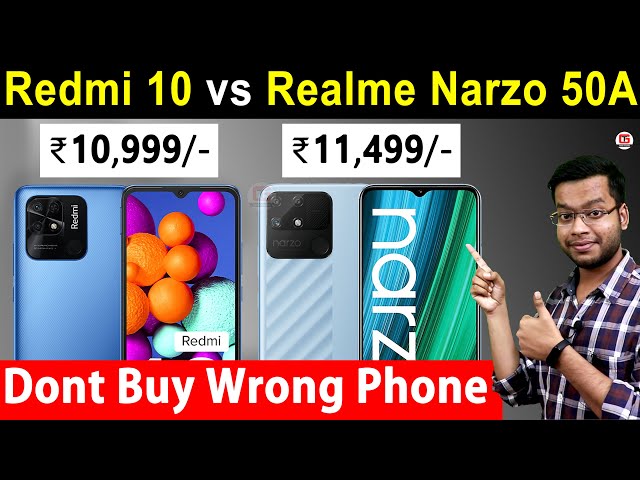 Redmi 10 vs Realme Narzo 50A
₹10,999/-
₹11,499/-
Redmi
narzo
narzo
Redmi
Dont Buy Wrong Phone